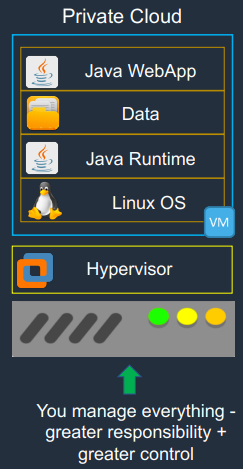 Private Cloud
Java WebApp
Data
Java Runtime
Linux OS
VM
Hypervisor
You manage everything -
greater responsibility +
greater control